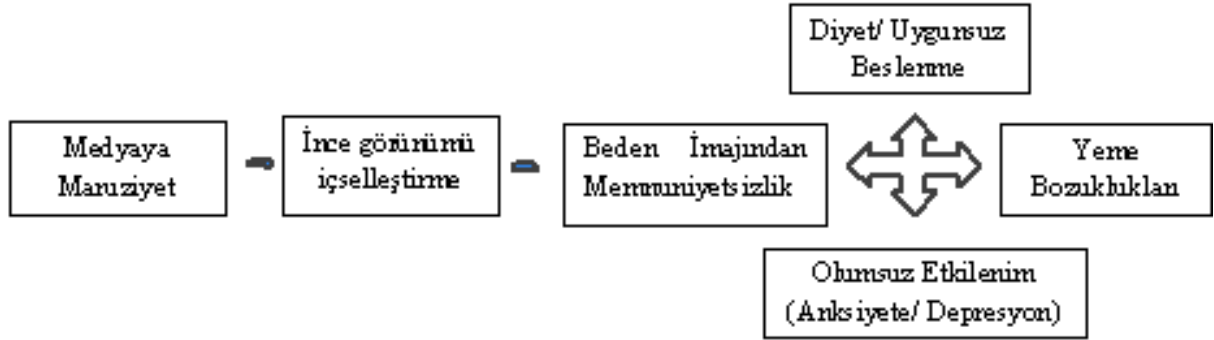 Diyet/ Uygunsuz
Beslenme
Medyaya
Maruziyet
İnce görünümü
içselleştirme
Beden İmajından
Memnuniyetsizlik
Yeme
Bozuklukları
Olumsuz Etkilenim
(Anksiyete/ Depresyon)